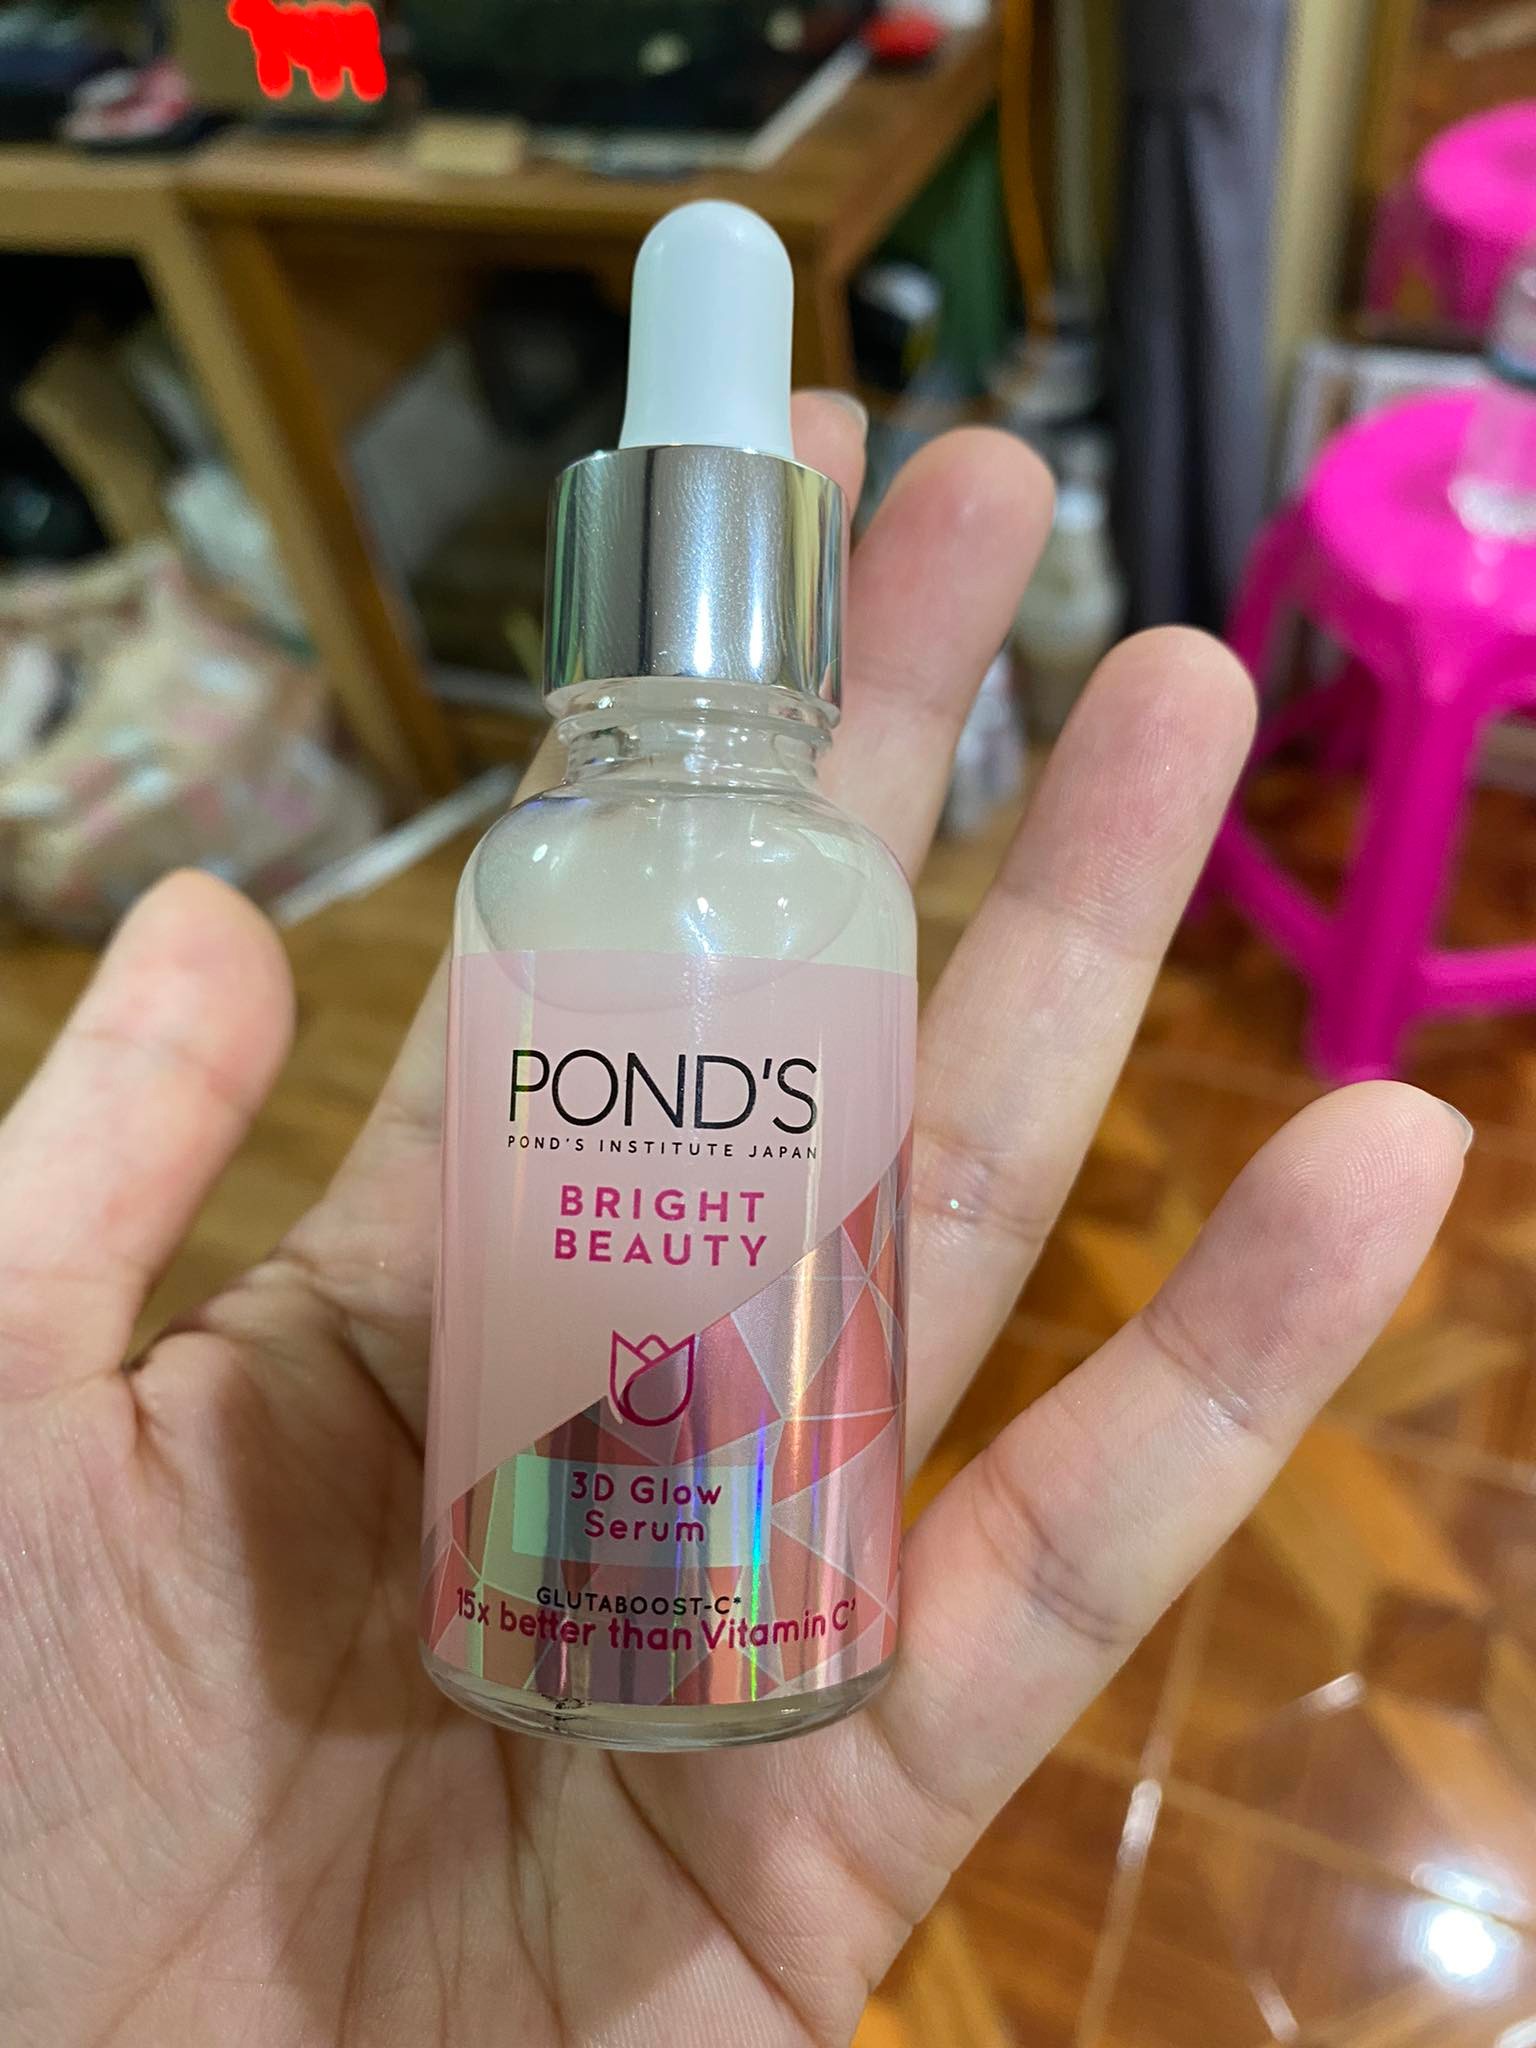 POND'S
POND'S INSTITUTE JAPAN
BRIGHT
BEAUTY
3D Glow
Serum
GLUTABOOST-C*
15x better than Vitamin C^